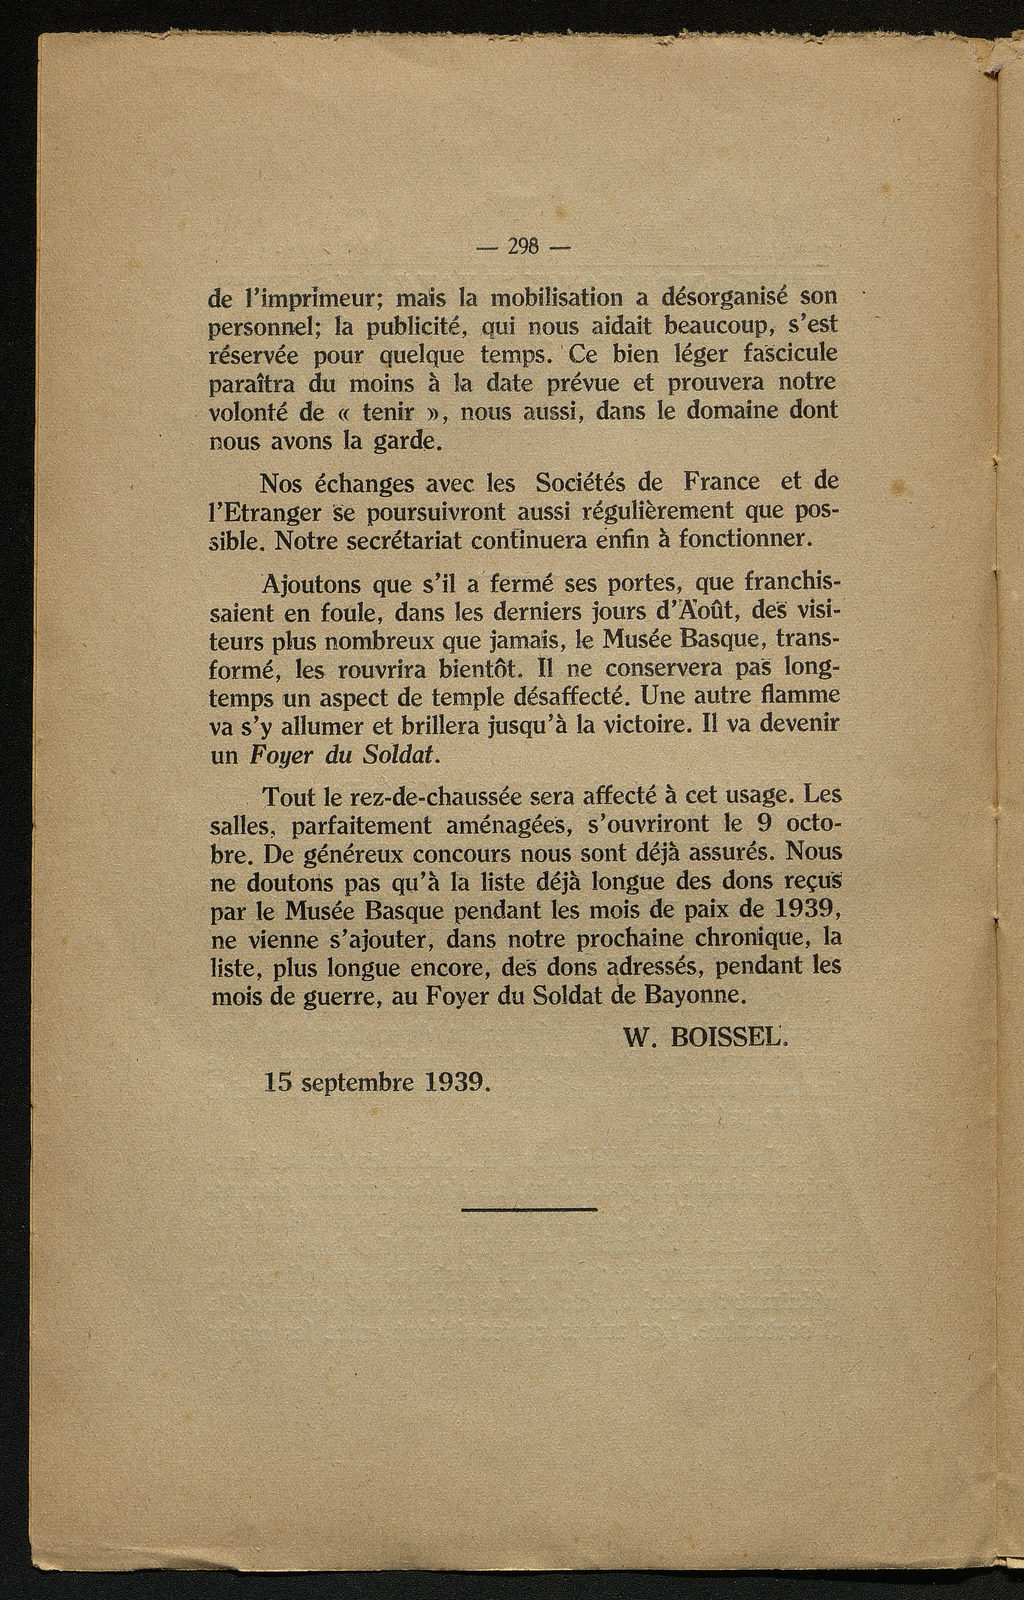 — 298 —
de l'imprimeur; mais la mobilisation a désorganisé son
personnel; la publicité, qui nous aidait beaucoup, s'est
réservée pour quelque temps. Ce bien léger fascicule
paraîtra du moins à la date prévue et prouvera notre
volonté de « tenir », nous aussi, dans le domaine dont
nous avons la garde.
Nos échanges avec les Sociétés de France et de
l'Etranger se poursuivront aussi régulièrement que pos-
sible. Notre secrétariat continuera enfin à fonctionner.
Ajoutons que s'il a fermé ses portes, que franchis-
saient en foule, dans les derniers jours d'Août, des visi-
teurs plus nombreux que jamais, le Musée Basque, trans-
formé, les rouvrira bientôt. Il ne conservera pas long-
temps un aspect de temple désaffecté. Une autre flamme
va s'y allumer et brillera jusqu'à la victoire. Il va devenir
un Foyer du Soldat.
Tout le rez-de-chaussée sera affecté à cet usage. Les
salles, parfaitement aménagées, s'ouvriront le 9 octo-
bre. De généreux concours nous sont déjà assurés. Nous
ne doutons pas qu'à la liste déjà longue des dons reçus
par le Musée Basque pendant les mois de paix de 1939,
ne vienne s'ajouter, dans notre prochaine chronique, la
liste, plus longue encore, des dons adressés, pendant les
mois de guerre, au Foyer du Soldat de Bayonne.
W. BOISSEL.
15 septembre 1939.